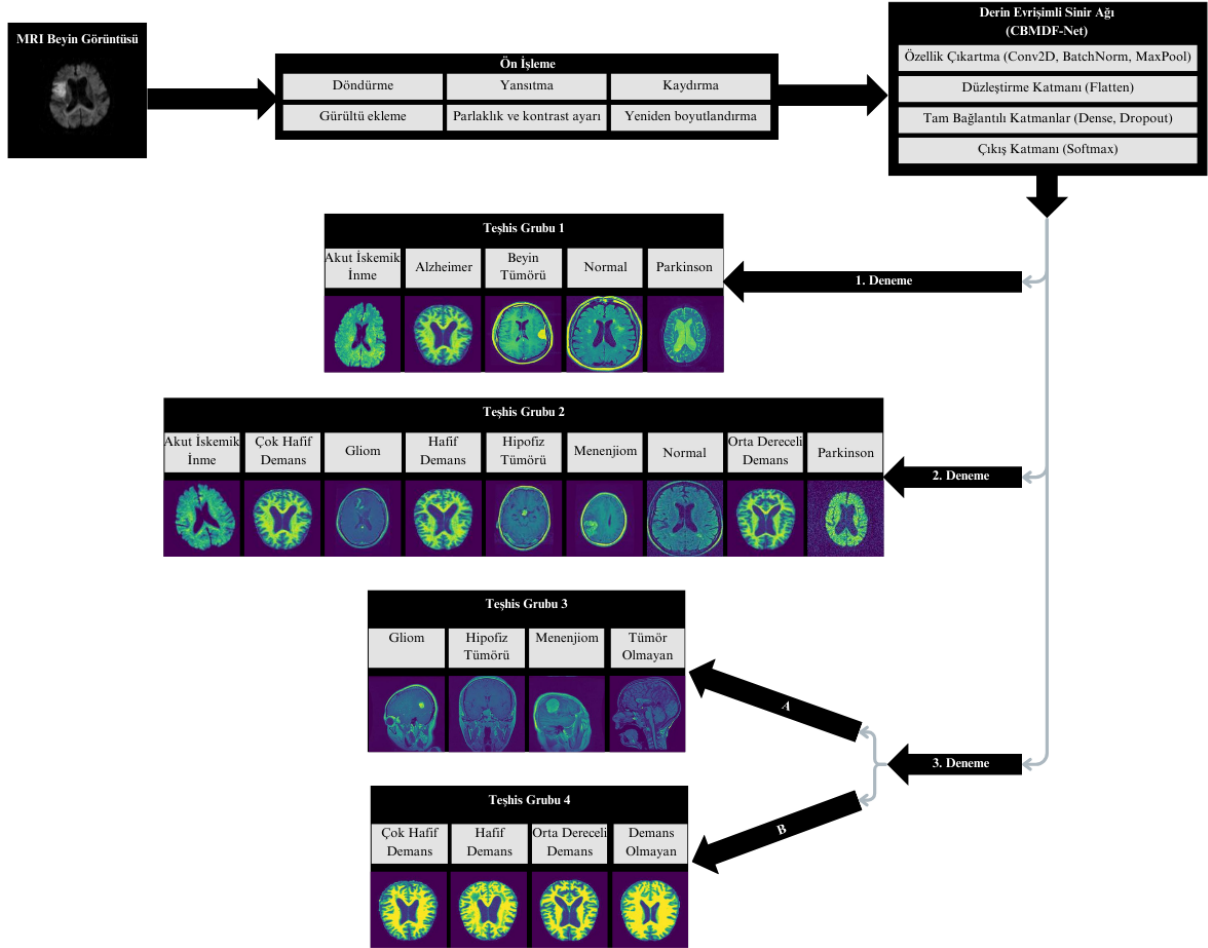 MRI Beyin Görüntüsü
Ön İşleme
Döndürme
Yansıtma
Kaydırma
Gürültü ekleme
Parlaklık ve kontrast ayarı
Yeniden boyutlandırma
Derin Evrişimli Sinir Ağı
(CBMDF-Net)
Özellik Çıkartma (Conv2D, BatchNorm, MaxPool)
Düzleştirme Katmanı (Flatten)
Tam Bağlantılı Katmanlar (Dense, Dropout)
Çıkış Katmanı (Softmax)
Teşhis Grubu 1
Akut İskemik
İnme
Alzheimer
Beyin
Tümörü
Normal
Parkinson
1. Deneme
Teşhis Grubu 2
Akut İskemik
İnme
Çok Hafif
Demans
Gliom
Hafif
Demans
Hipofiz
Tümörü
Menenjiom
Normal
Orta Dereceli
Demans
Parkinson
2. Deneme
Teşhis Grubu 3
Gliom
Hipofiz
Tümörü
Menenjiom
Tümör
Olmayan
A
3. Deneme
Teşhis Grubu 4
Çok Hafif
Demans
Hafif
Demans
Orta Dereceli
Demans
Demans
Olmayan
B